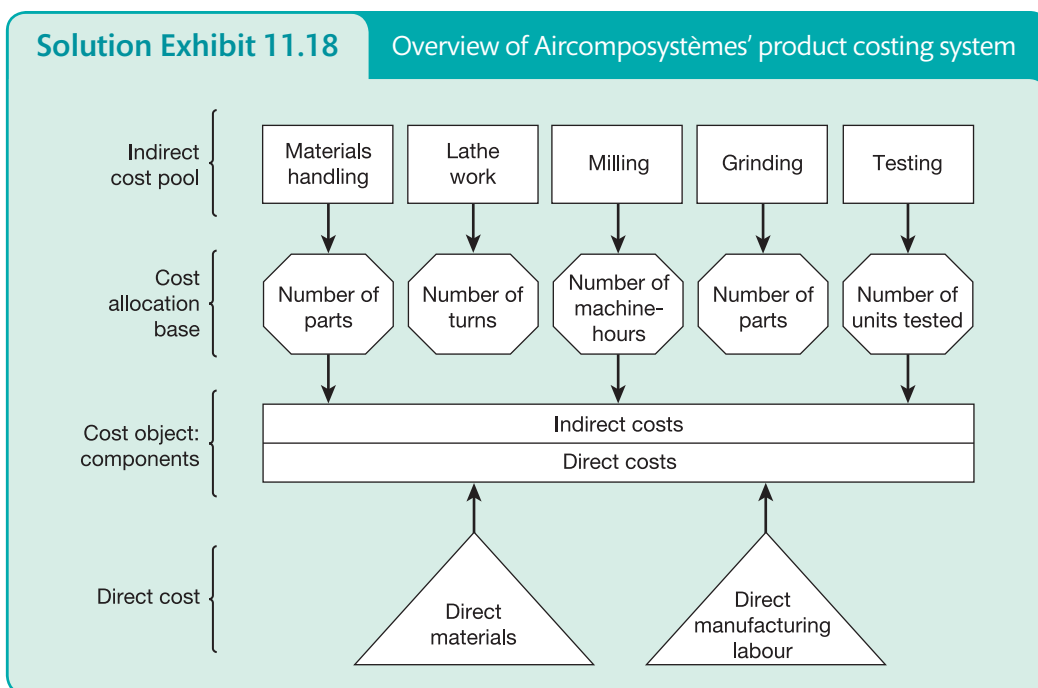 Solution Exhibit 11.18
Overview of Aircomposystèmes' product costing system
Indirect
cost pool
Materials
handling
Lathe
work
Milling
Grinding
Testing
Cost
allocation
base
Number of
parts
Number of
turns
Number of
machine-
hours
Number of
parts
Number of
units tested
Cost object:
components
Indirect costs
Direct costs
Direct cost
Direct
materials
Direct
manufacturing
labour